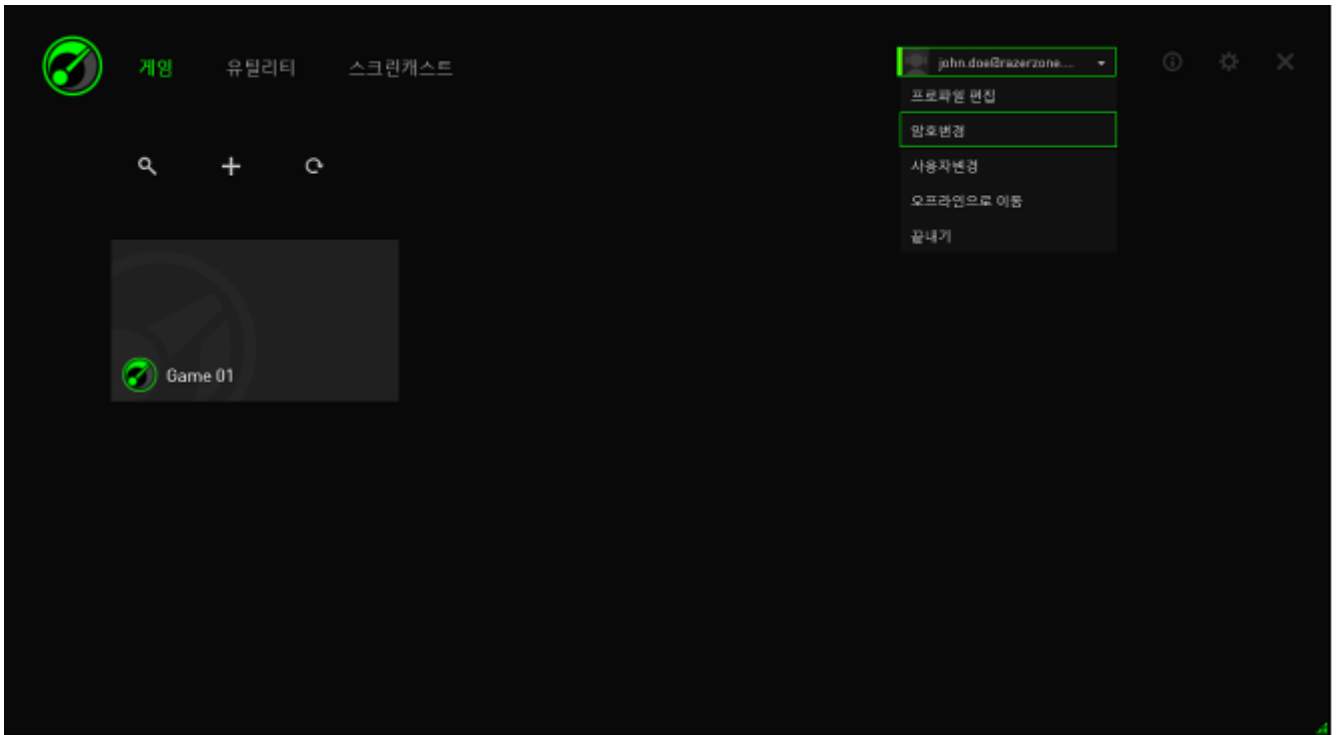 게임 유틸리티 스크린캐스트
john.doe@razerzone....
프로파일 편집
암호변경
사용자변경
오프라인으로 이동
끝내기
Game 01